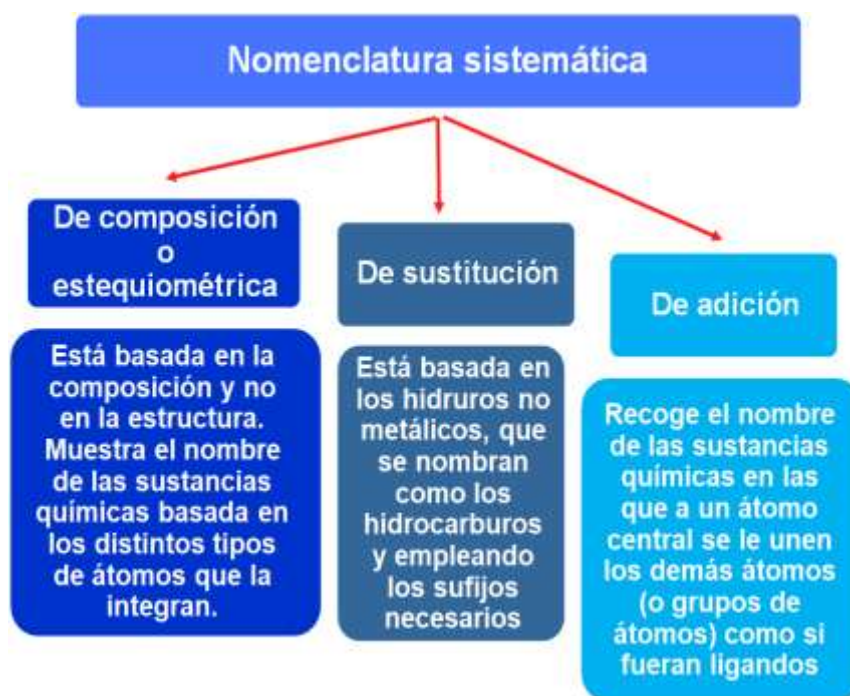 Nomenclatura sistemática
De composición
o
estequiométrica
Está basada en la
composición y no
en la estructura.
Muestra el nombre
de las sustancias
químicas basada en
los distintos tipos
de átomos que la
integran.
De sustitución
Está basada en
los hidruros no
metálicos, que
se nombran
como los
hidrocarburos
y empleando
los sufijos
necesarios
De adición
Recoge el nombre
de las sustancias
químicas en las
que a un átomo
central se le unen
los demás átomos
(o grupos de
átomos) como si
fueran ligandos